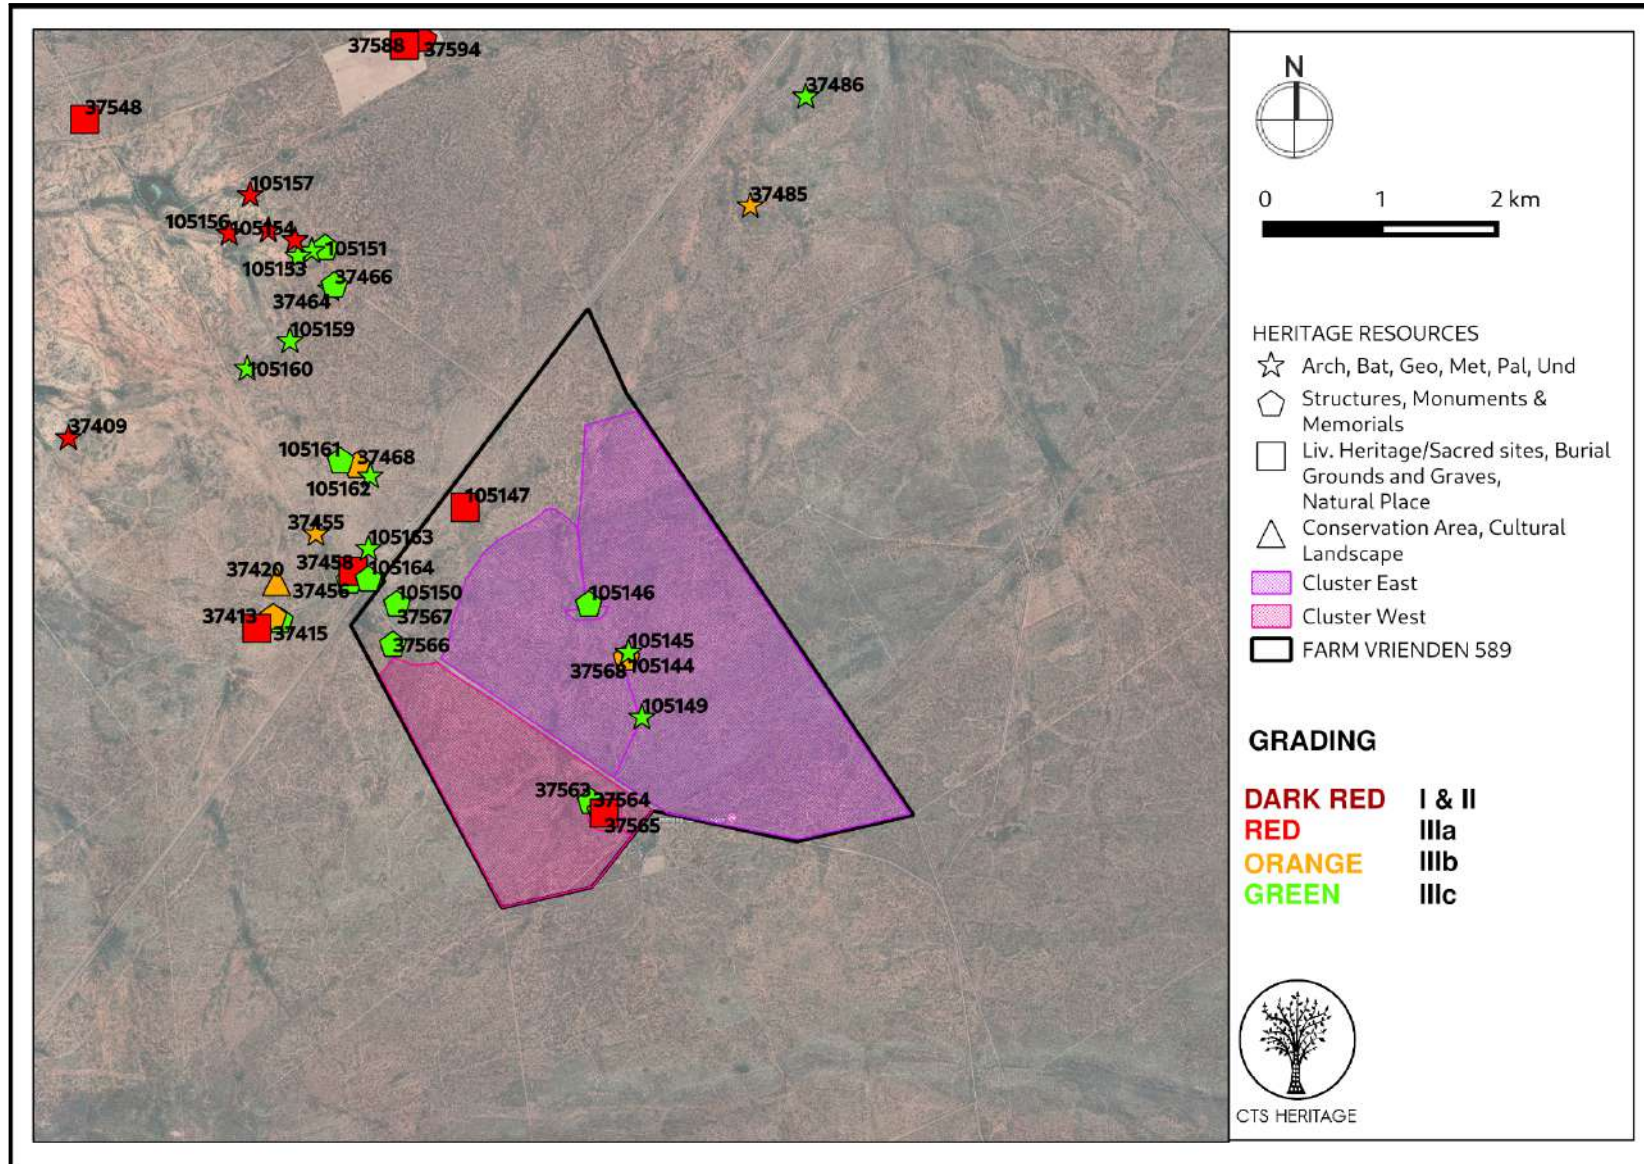 37588
37594
37548
37486
105157
37485
105156
105154
105151
105153
37466
37464
105159
105160
37409
105161
37468
105162
105147
37455
105163
37458
105164
37420
37456
105150
37567
105146
37413
37415
37566
105145
37568
105144
105149
37563
37564
37565
N
0 1 2 km
HERITAGE RESOURCES
Arch, Bat, Geo, Met, Pal, Und
Structures, Monuments &
Memorials
Liv. Heritage/Sacred sites, Burial
Grounds and Graves,
Natural Place
Conservation Area, Cultural
Landscape
Cluster East
Cluster West
FARM VRIENDEN 589
GRADING
DARK RED I & II
RED IIIa
ORANGE IIIb
GREEN IIIc
CTS HERITAGE